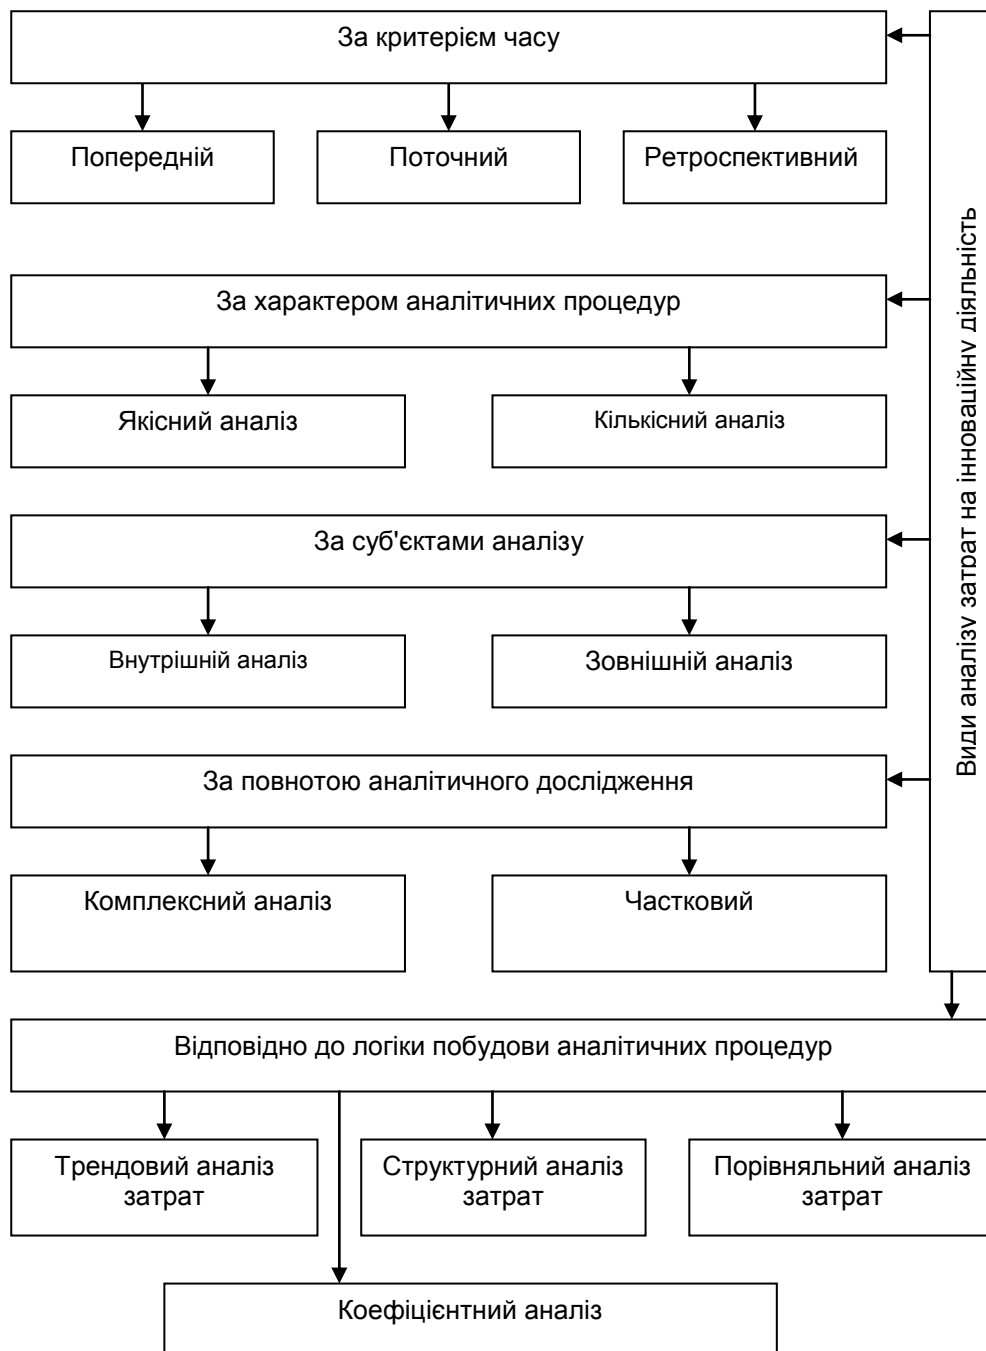 За критерієм часу
Попередній
Поточний
Ретроспективний
За характером аналітичних процедур
Якісний аналіз
Кількісний аналіз
За суб'єктами аналізу
Внутрішній аналіз
Зовнішній аналіз
За повнотою аналітичного дослідження
Комплексний аналіз
Частковий
Види аналізу затрат на інноваційну діяльність
Відповідно до логіки побудови аналітичних процедур
Трендовий аналіз
затрат
Структурний аналіз
затрат
Порівняльний аналіз
затрат
Коефіцієнтний аналіз